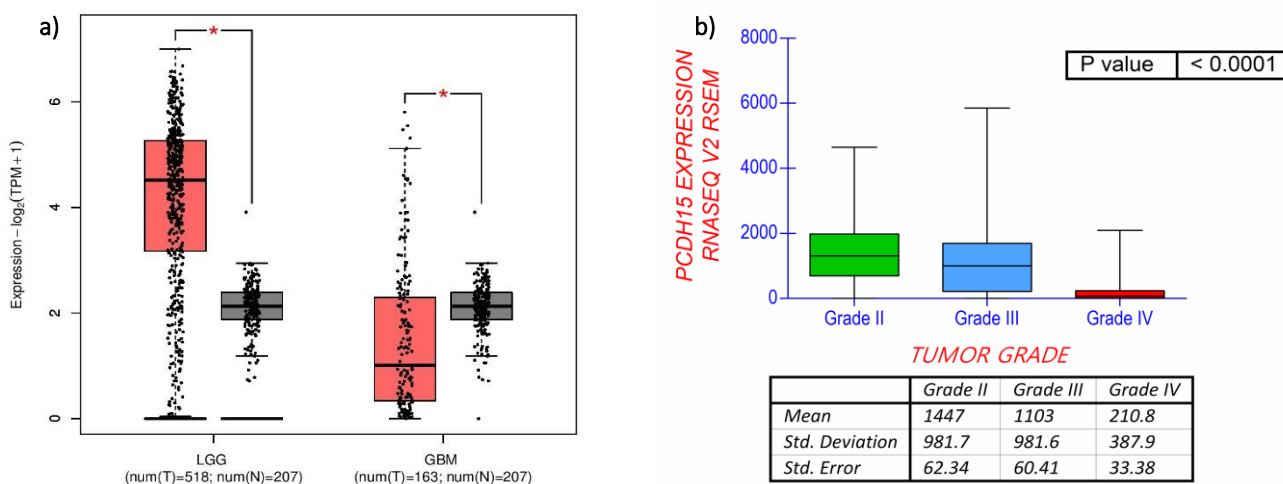 a)
*
*
Expression – log2(TPM + 1)
6
4
2
0
LGG
(num(T)=518; num(N)=207)
GBM
(num(T)=163; num(N)=207)
b)
PCDH15 EXPRESSION
RNASEQ V2 RSEM
8000
6000
4000
2000
0
P value < 0.0001
Grade II Grade III Grade IV
TUMOR GRADE
Grade II Grade III Grade IV
Mean 1447 1103 210.8
Std. Deviation 981.7 981.6 387.9
Std. Error 62.34 60.41 33.38